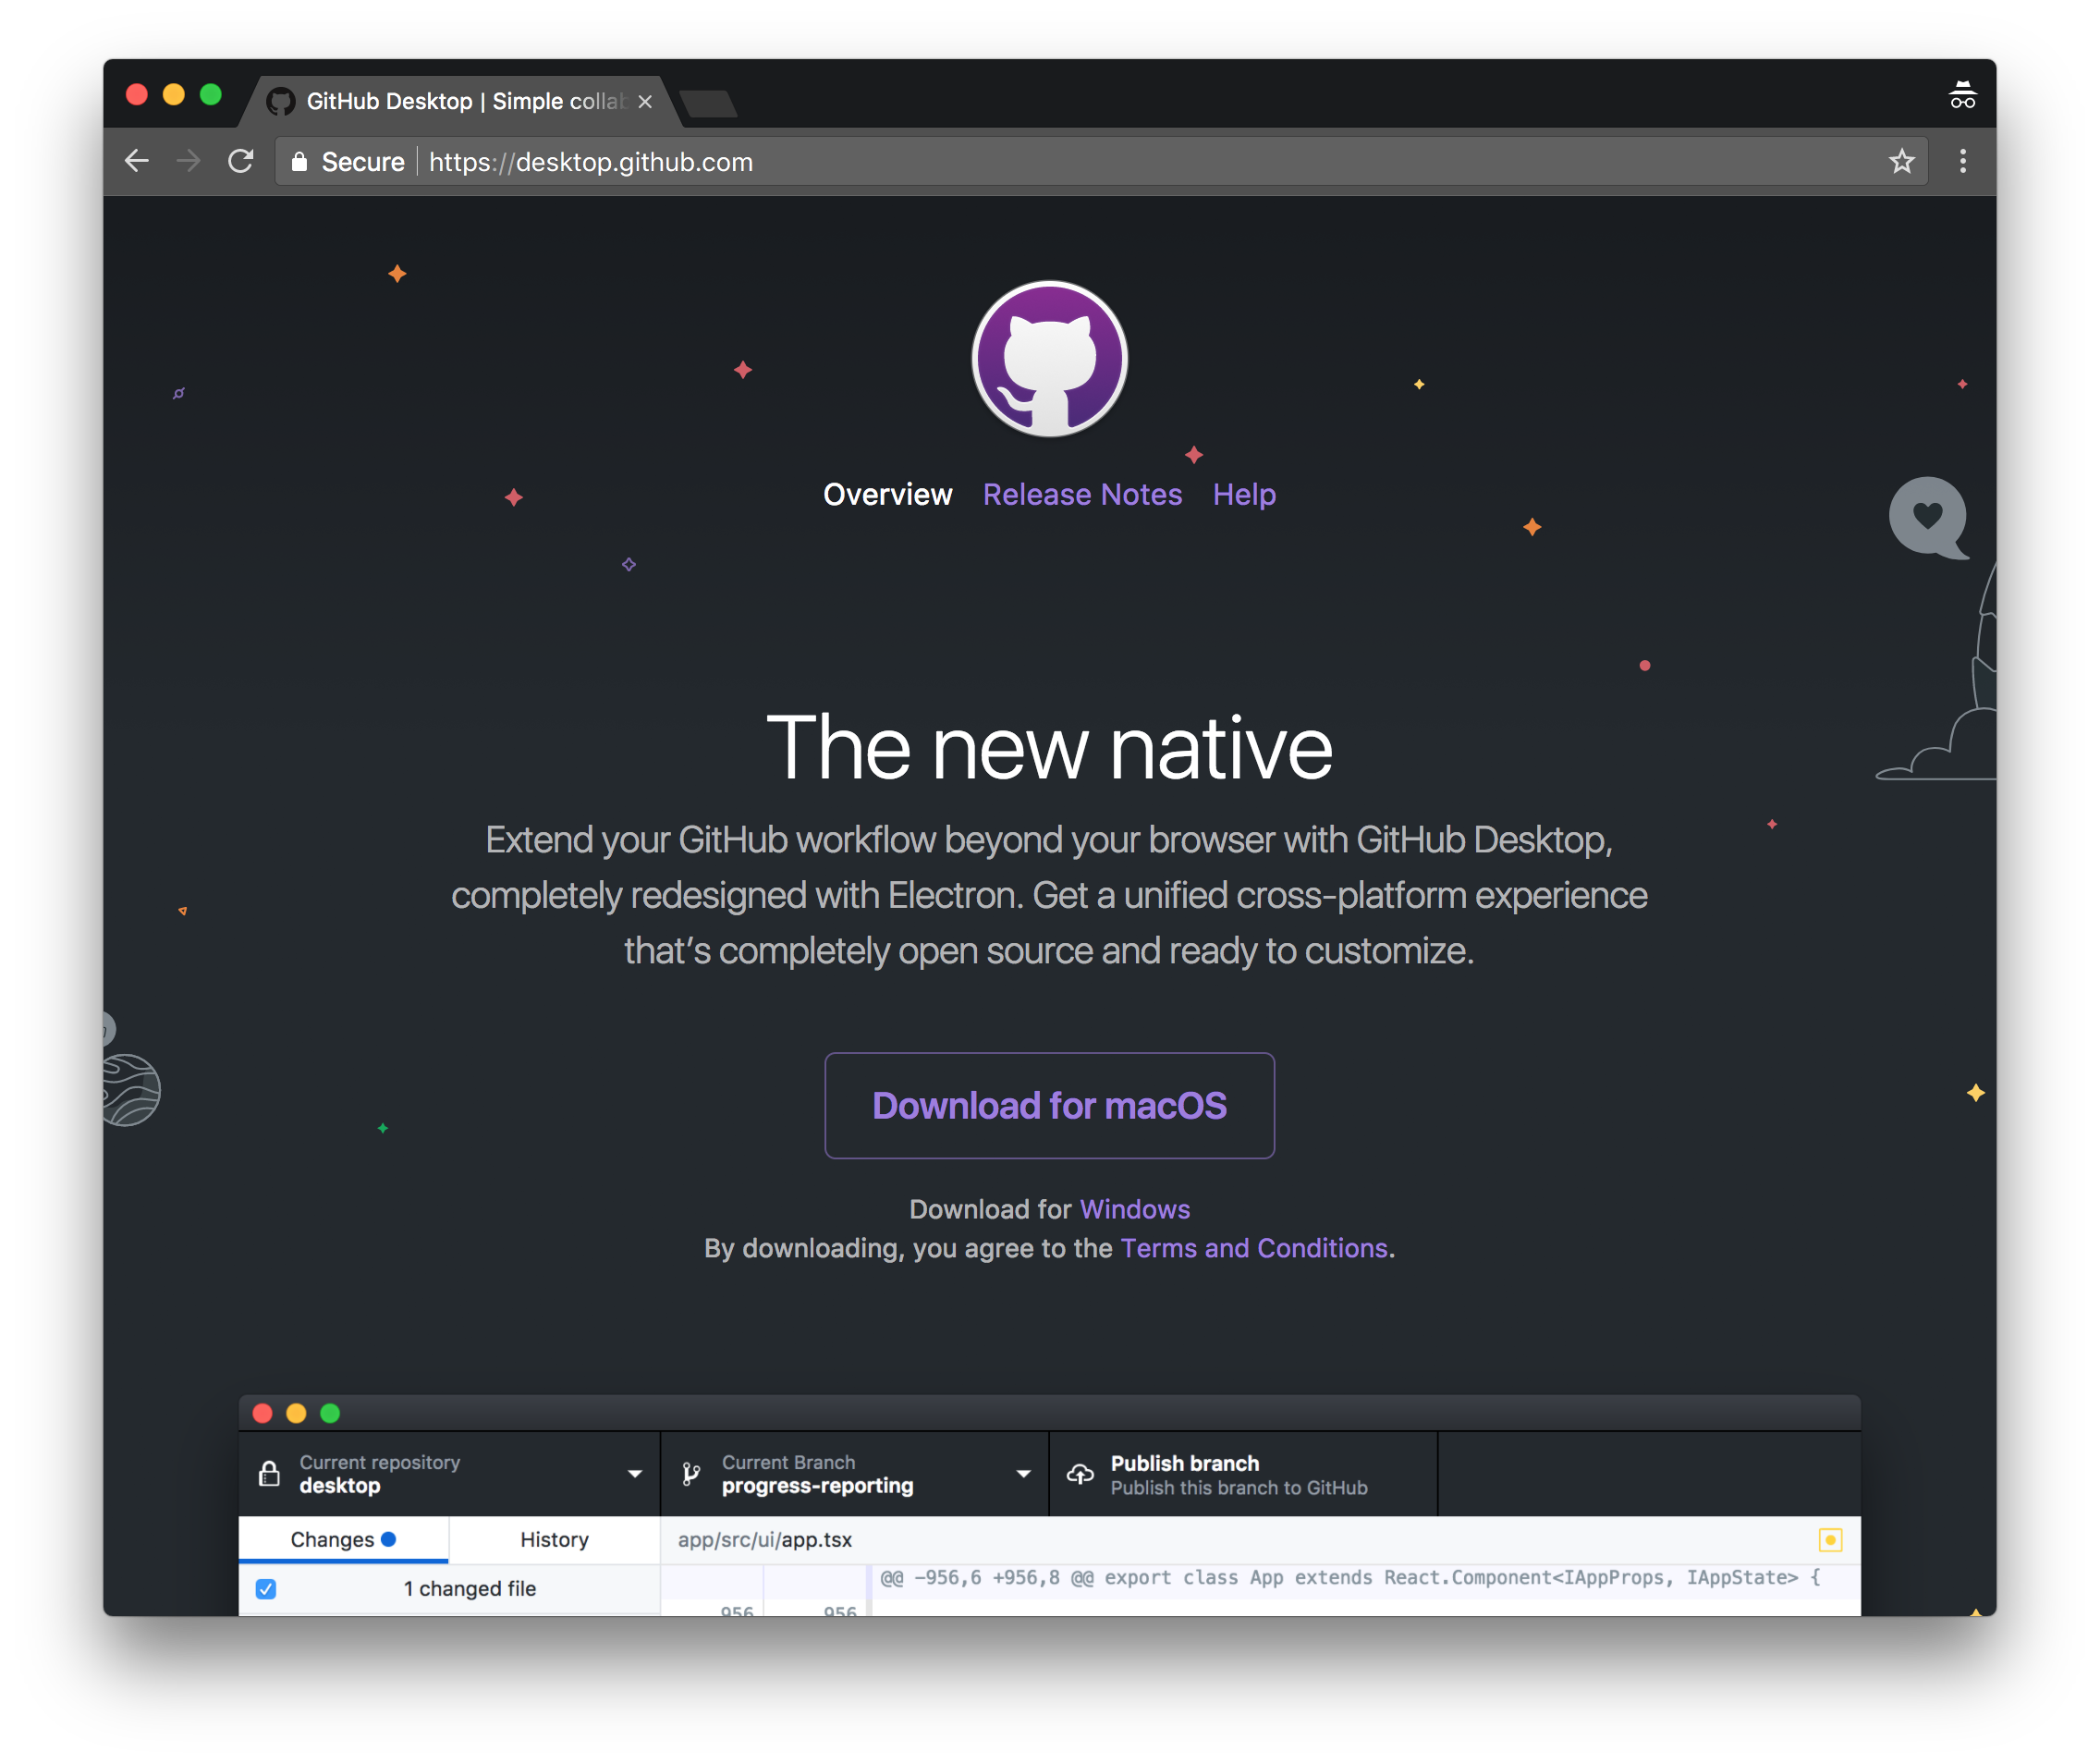 GitHub Desktop | Simple collab
Secure
https://desktop.github.com
Overview Release Notes Help
The new native
Extend your GitHub workflow beyond your browser with GitHub Desktop,
completely redesigned with Electron. Get a unified cross-platform experience
that’s completely open source and ready to customize.
Download for macOS
Download for Windows
By downloading, you agree to the Terms and Conditions.
Current repository
desktop
Current Branch
progress-reporting
Publish branch
Publish this branch to GitHub
Changes
History
app/src/ui/app.tsx
1 changed file
@@ -956,6 +956,8 @@ export class App extends React.Component<IAppProps, IAppState> {
956 956